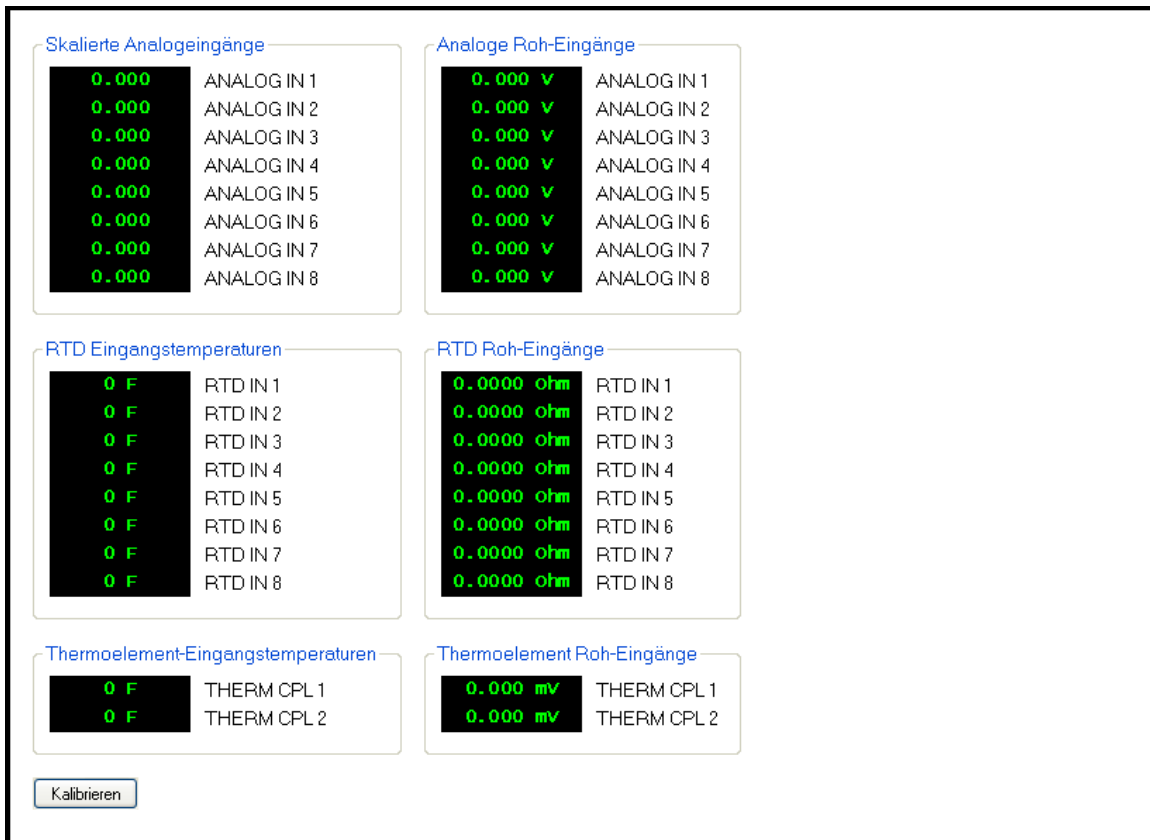 Skalierte Analogeingänge
0.000 ANALOG IN 1
0.000 ANALOG IN 2
0.000 ANALOG IN 3
0.000 ANALOG IN 4
0.000 ANALOG IN 5
0.000 ANALOG IN 6
0.000 ANALOG IN 7
0.000 ANALOG IN 8
Analoge Roh-Eingänge
0.000 V ANALOG IN 1
0.000 V ANALOG IN 2
0.000 V ANALOG IN 3
0.000 V ANALOG IN 4
0.000 V ANALOG IN 5
0.000 V ANALOG IN 6
0.000 V ANALOG IN 7
0.000 V ANALOG IN 8
RTD Eingangstemperaturen
0 F RTD IN 1
0 F RTD IN 2
0 F RTD IN 3
0 F RTD IN 4
0 F RTD IN 5
0 F RTD IN 6
0 F RTD IN 7
0 F RTD IN 8
RTD Roh-Eingänge
0.0000 Ohm RTD IN 1
0.0000 Ohm RTD IN 2
0.0000 Ohm RTD IN 3
0.0000 Ohm RTD IN 4
0.0000 Ohm RTD IN 5
0.0000 Ohm RTD IN 6
0.0000 Ohm RTD IN 7
0.0000 Ohm RTD IN 8
Thermoelement-Eingangstemperaturen
0 F THERM CPL 1
0 F THERM CPL 2
Thermoelement Roh-Eingänge
0.000 mV THERM CPL 1
0.000 mV THERM CPL 2
Kalibrieren